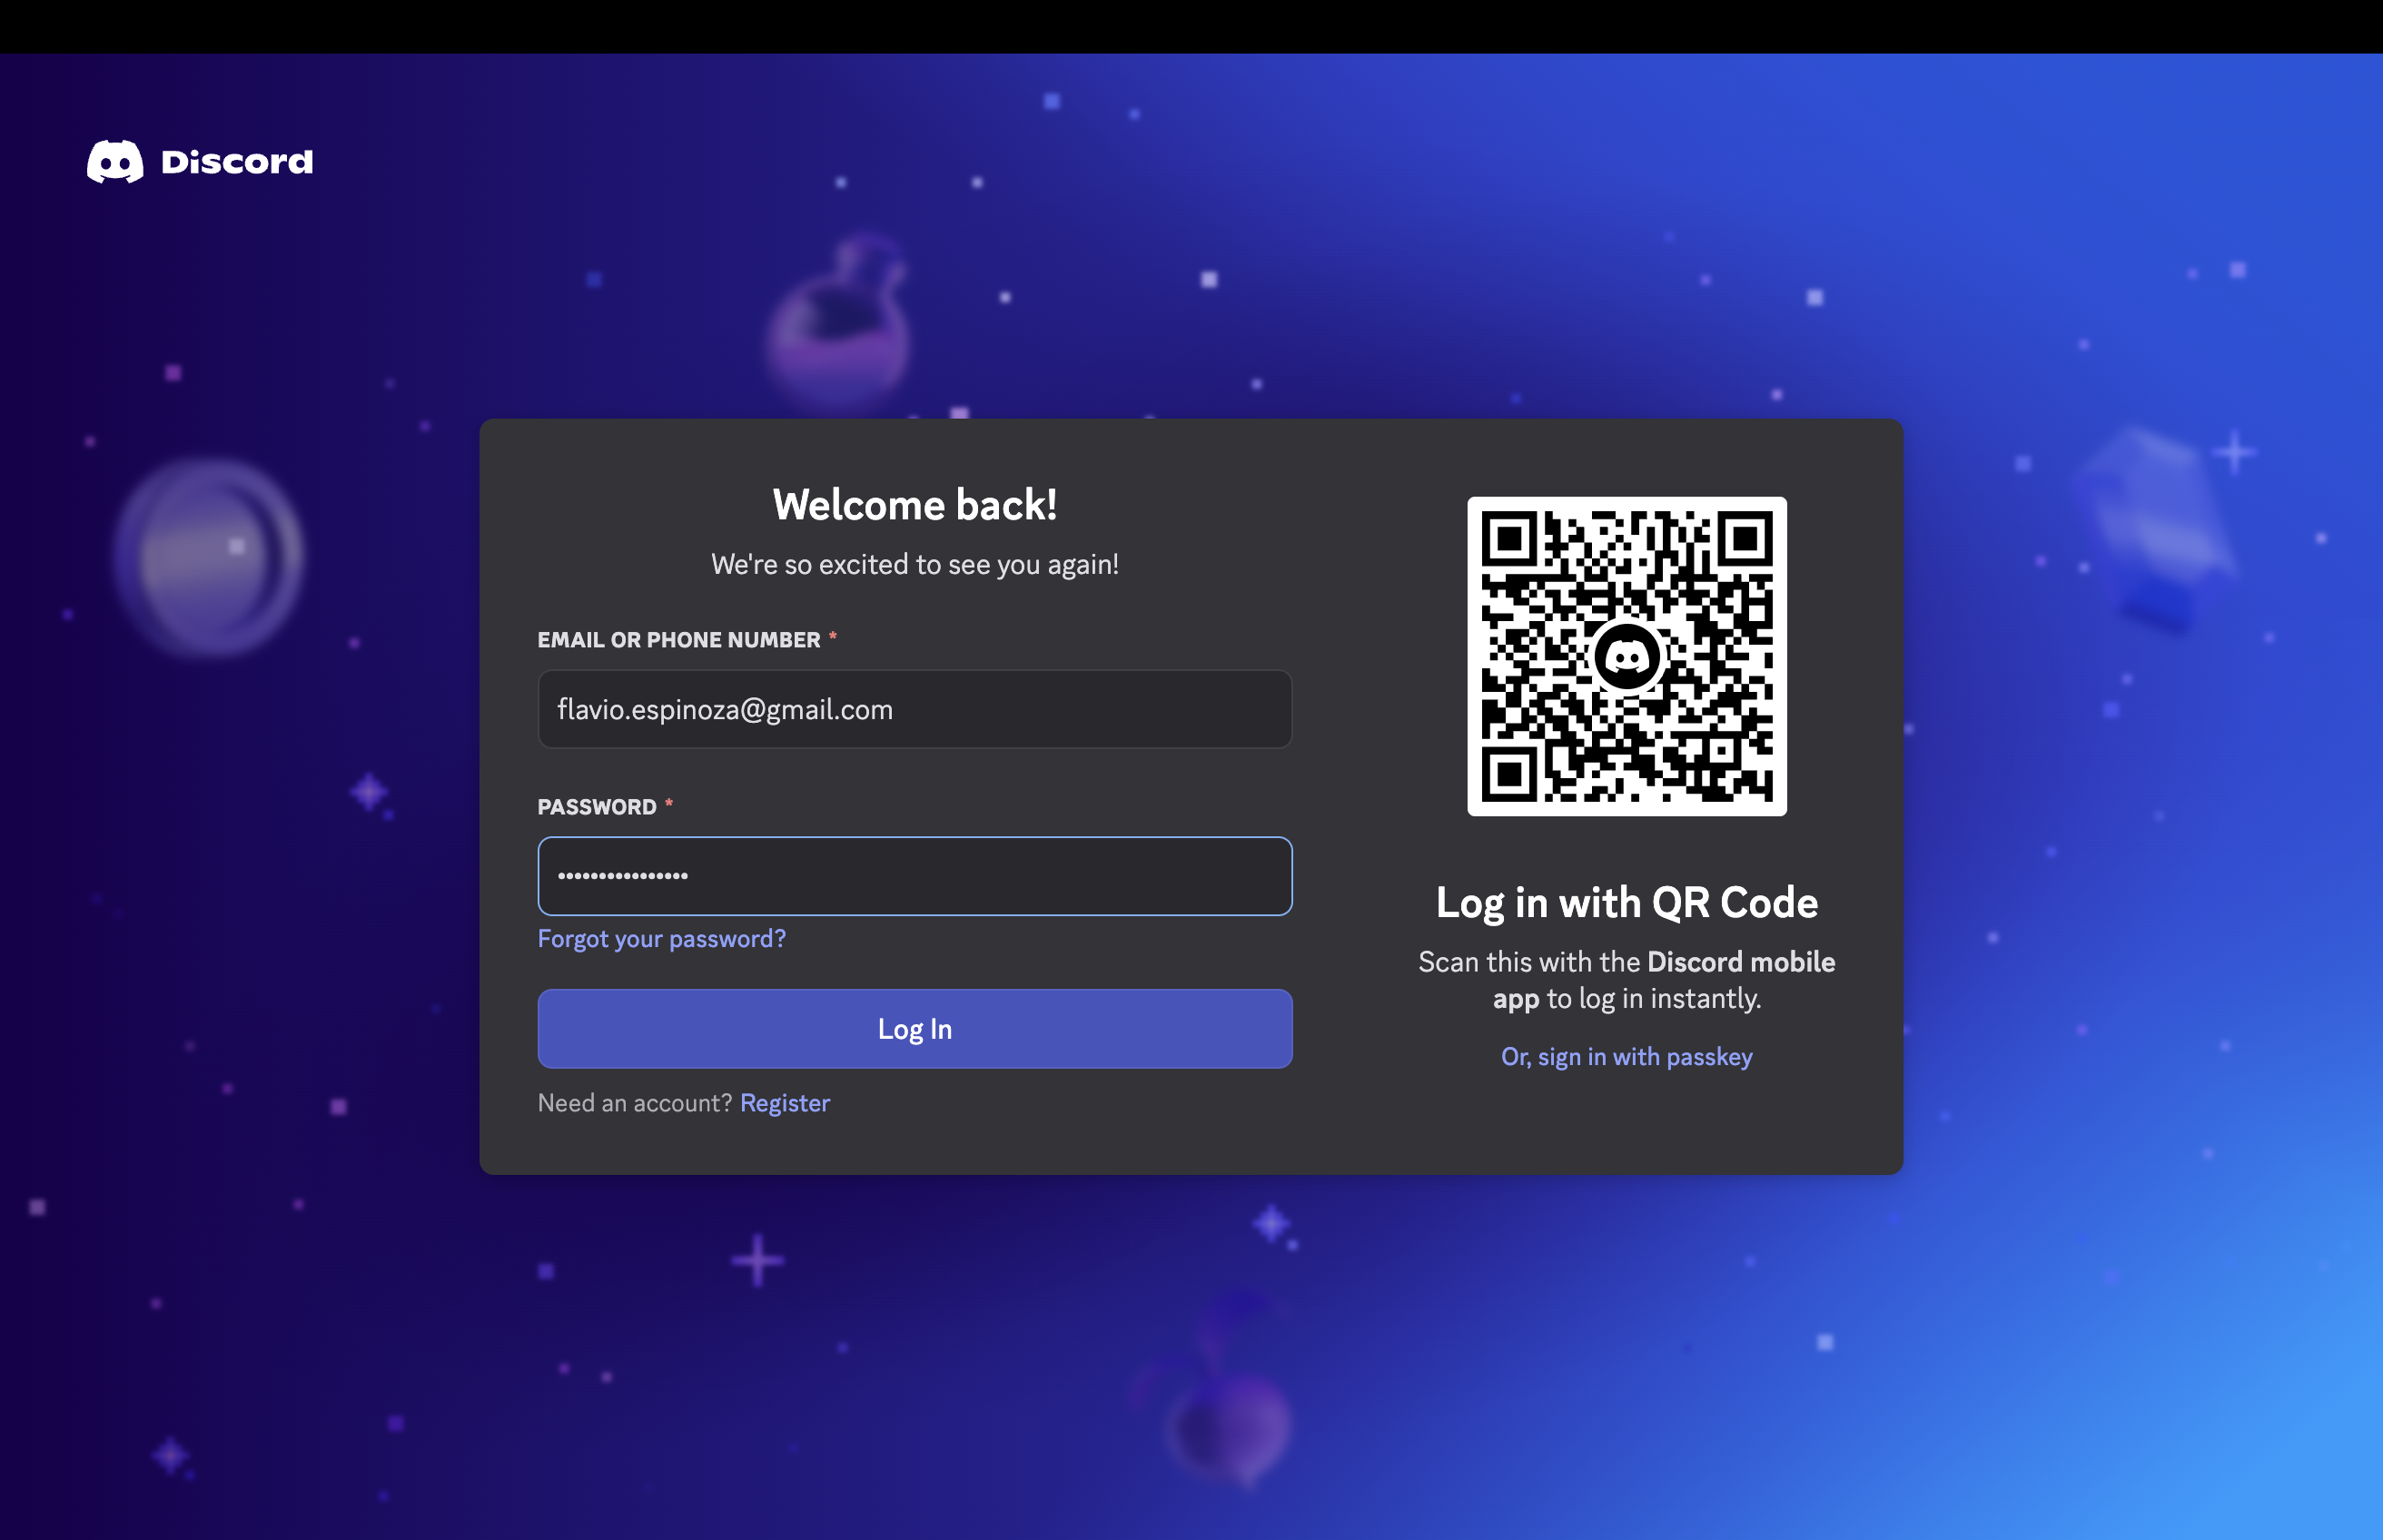 Discord
Welcome back!
We're so excited to see you again!
EMAIL OR PHONE NUMBER *
flavio.espinoza@gmail.com
PASSWORD *
••••••••••••••••
Forgot your password?
Log In
Need an account? Register
Log in with QR Code
Scan this with the Discord mobile
app to log in instantly.
Or, sign in with passkey